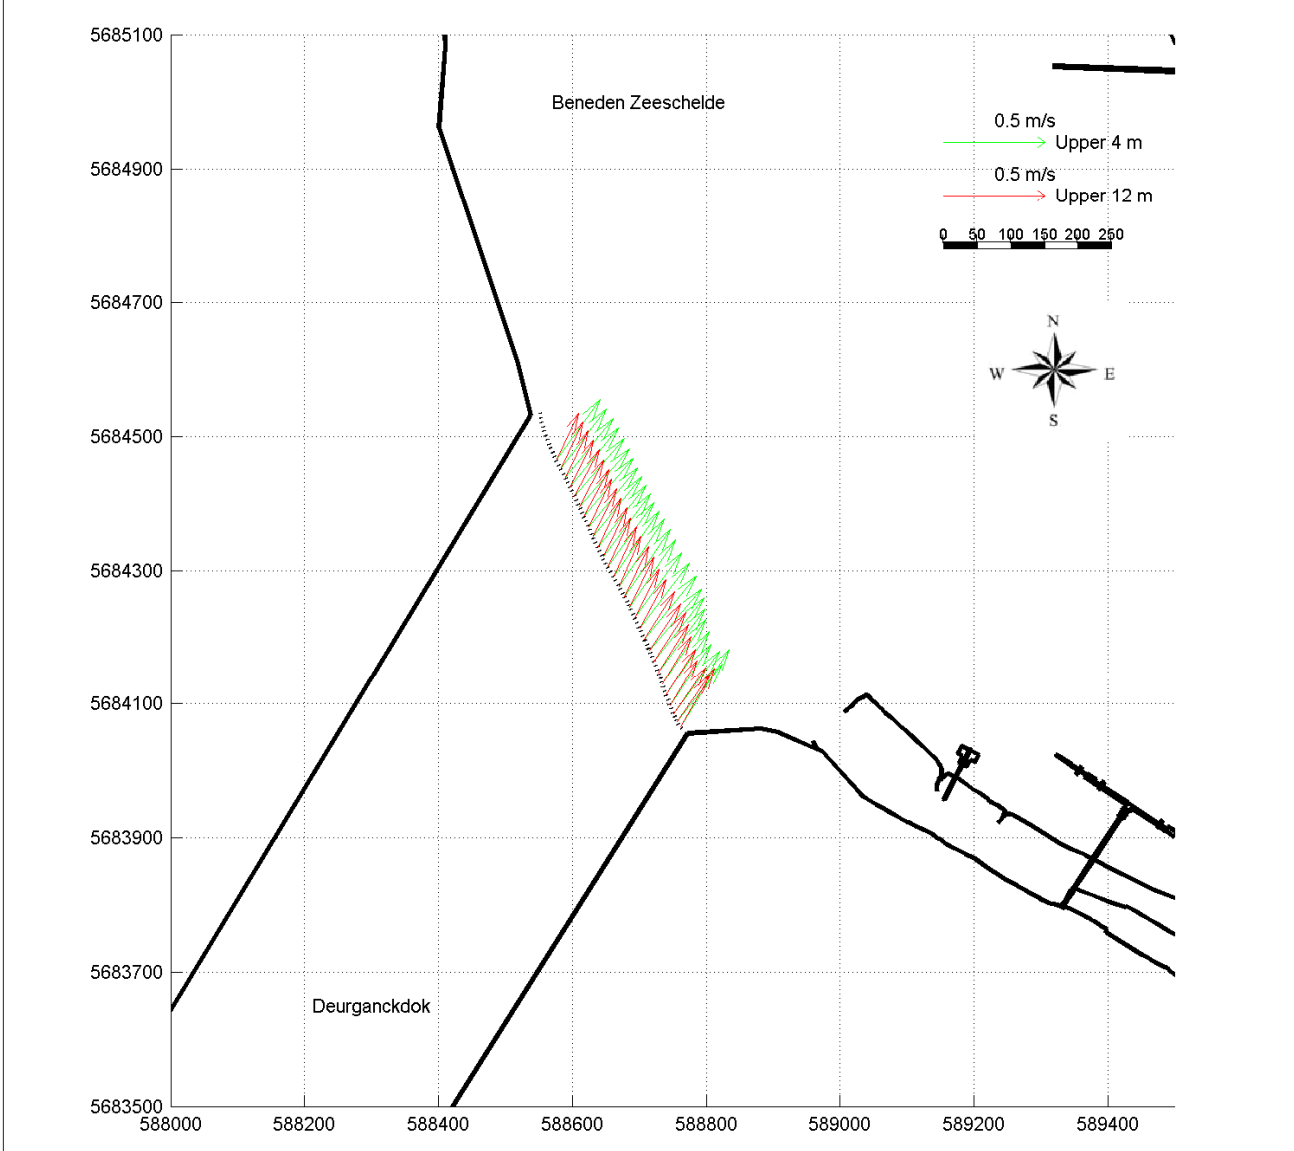 5685100
Beneden Zeeschelde
0.5 m/s
Upper 4 m
5684900
0.5 m/s
Upper 12 m
0 50 100 150 200 250
5684700
N
W E
S
5684500
5684300
5684100
5683900
5683700
Deurganckdok
5683500
588000 588200 588400 588600 588800 589000 589200 589400